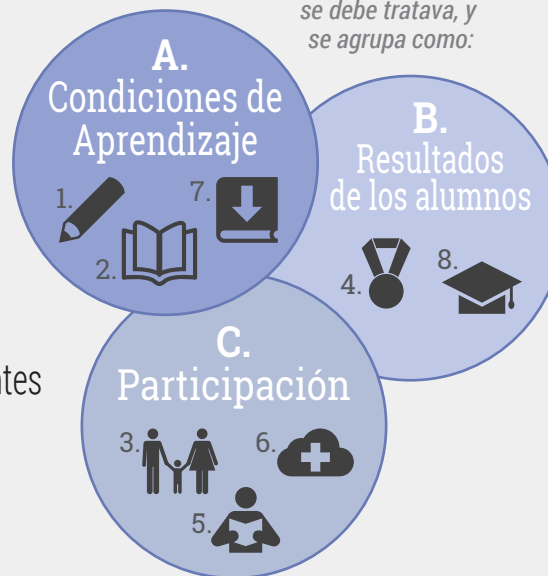 se debe tratava, y
se agrupa como:
A.
Condiciones de
Aprendizaje
1.
7.
2.
B.
Resultados
de los alumnos
4.
8.
ntes
C.
Participación
3.
6.
5.